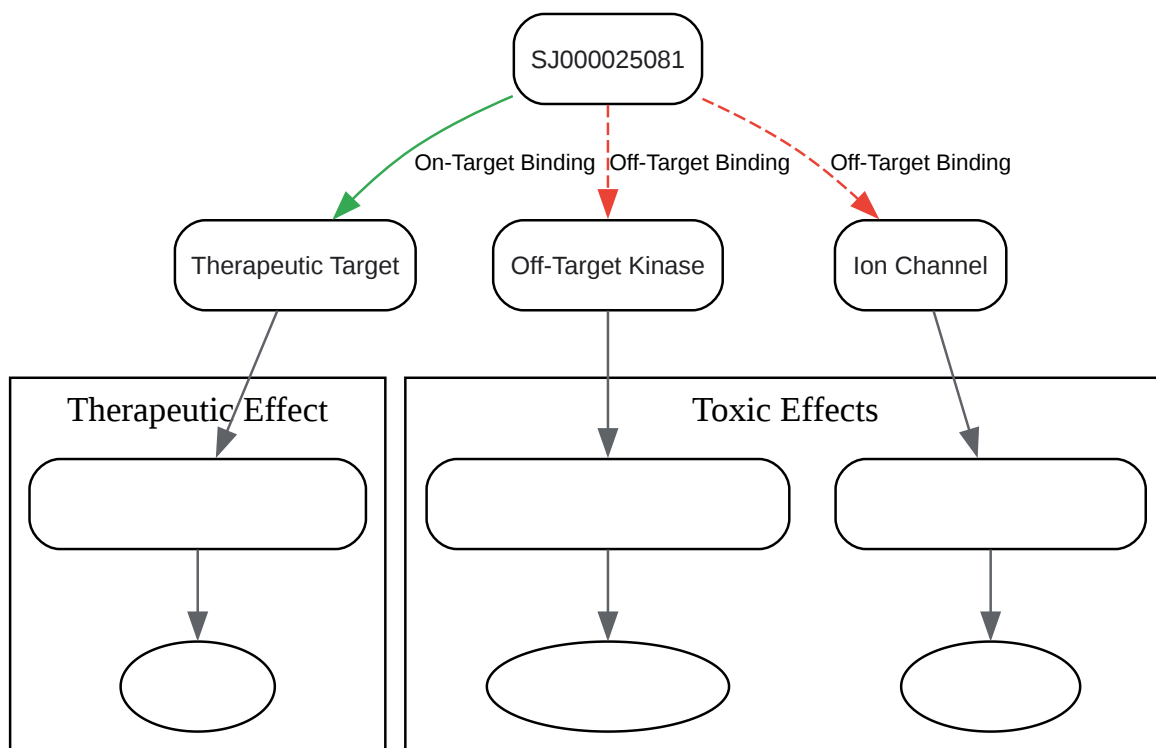 SJ000025081
On-Target Binding
Off-Target Binding
Off-Target Binding
Therapeutic Target
Off-Target Kinase
Ion Channel
Therapeutic Effect
Toxic Effects